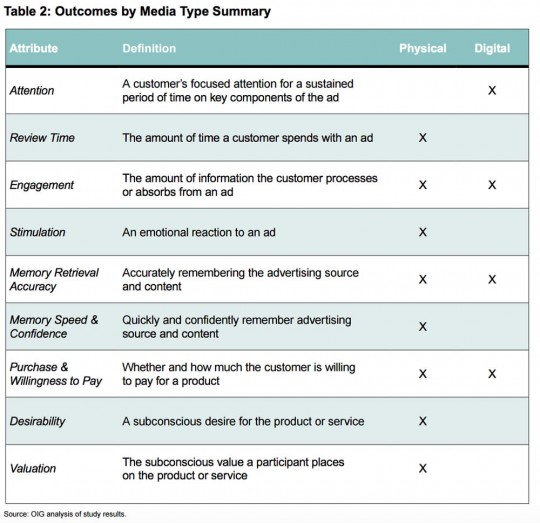 Table 2: Outcomes by Media Type Summary
Attribute Definition Physical Digital
Attention
A customer's focused attention for a sustained
period of time on key components of the ad
X
Review Time The amount of time a customer spends with an ad X
Engagement
The amount of information the customer processes
or absorbs from an ad
X X
Stimulation An emotional reaction to an ad X
Memory Retrieval
Accuracy
Accurately remembering the advertising source
and content
X X
Memory Speed &
Confidence
Quickly and confidently remember advertising
source and content
X
Purchase &
Willingness to Pay
Whether and how much the customer is willing
to pay for a product
X X
Desirability A subconscious desire for the product or service X
Valuation
The subconscious value a participant places
on the product or service
X
Source: OIG analysis of study results.